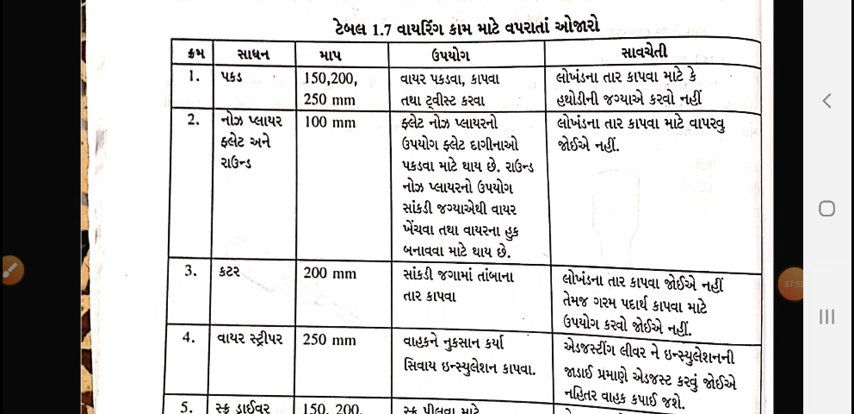 ટેબલ 1.7 વાયરિંગ કામ માટે વપરાતાં ઓજારો
ક્રમ સાધન માપ ઉપયોગ સાવચેતી
1. પકડ 150,200, વાયર પકડવા, કાપવા લોખંડના તાર કાપવા માટે કે
250 mm તથા ટ્વીસ્ટ કરવા હથોડીની જગ્યાએ કરવો નહીં
2. નોઝ પ્લાયર 100 mm ફ્લેટ નોઝ પ્લાયરનો લોખંડના તાર કાપવા માટે વાપરવુ
ફ્લેટ અને ઉપયોગ ફ્લેટ દાગીનાઓ જોઈએ નહીં.
રાઉન્ડ પકડવા માટે થાય છે. રાઉન્ડ
નોઝ પ્લાયરનો ઉપયોગ
સાંકડી જગ્યાએથી વાયર
ખેંચવા તથા વાયરના હુક
બનાવવા માટે થાય છે.
3. કટર 200 mm સાંકડી જગામાં તાંબાના લોખંડના તાર કાપવા જોઈએ નહીં
તાર કાપવા તેમજ ગરમ પદાર્થ કાપવા માટે
ઉપયોગ કરવો જોઈએ નહીં.
4. વાયર સ્ટ્રીપર 250 mm વાહકને નુકસાન કર્યા એડજસ્ટીંગ લીવર ને ઇન્સ્યુલેશનની
સિવાય ઇન્સ્યુલેશન કાપવા. જાડાઈ પ્રમાણે એડજસ્ટ કરવું જોઈએ
નહિતર વાહક કપાઈ જશે.
5. સ્ક્રુ ડ્રાઈવર 150, 200,